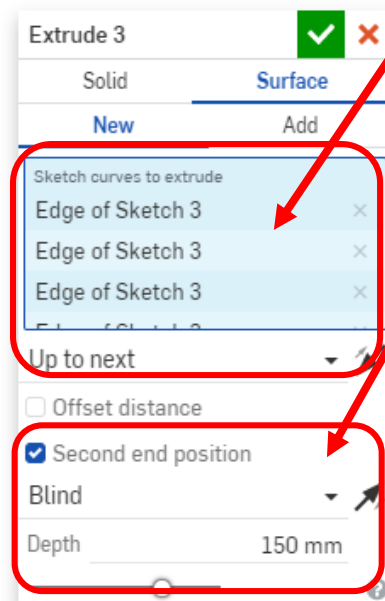 Extrude 3
Solid Surface
New Add
Sketch curves to extrude
Edge of Sketch 3
Edge of Sketch 3
Edge of Sketch 3
Up to next
Offset distance
Second end position
Blind
Depth 150 mm
?